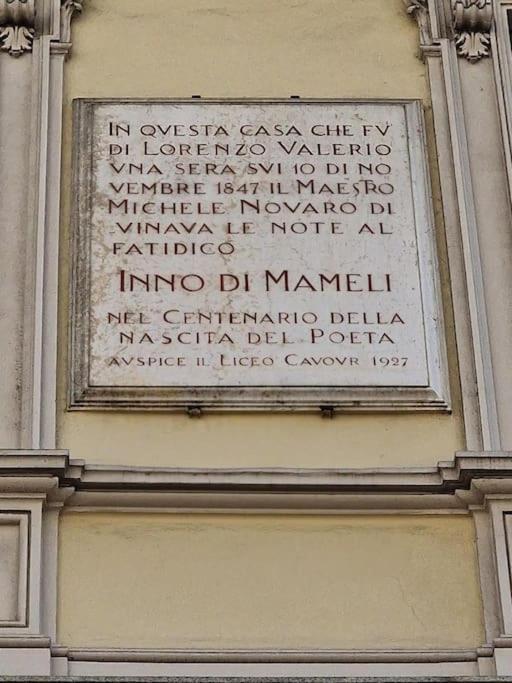 IN QVESTA CASA CHE FV
DI LORENZO VALERIO
VNA SERA SVI 10 DI NO
VEMBRE 1847 IL MAESTRO
MICHELE NOVARO DI
VINAVA LE NOTE AL
FATIDICO
INNO DI MAMELI
NEL CENTENARIO DELLA
NASCITA DEL POETA
AVSPICE IL LICEO CAVOVR 1927